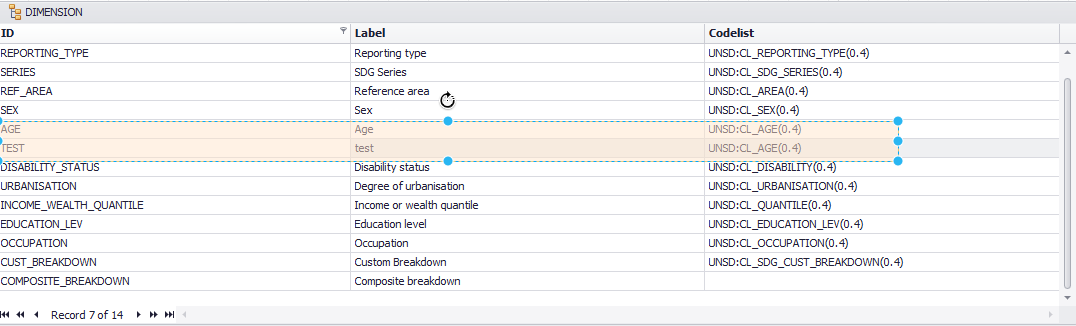 DIMENSION
ID Label Codelist
REPORTING_TYPE Reporting type UNSD:CL_REPORTING_TYPE(0.4)
SERIES SDG Series UNSD:CL_SDG_SERIES(0.4)
REF_AREA Reference area UNSD:CL_AREA(0.4)
SEX Sex UNSD:CL_SEX(0.4)
AGE Age UNSD:CL_AGE(0.4)
TEST test UNSD:CL_AGE(0.4)
DISABILITY_STATUS Disability status UNSD:CL_DISABILITY(0.4)
URBANISATION Degree of urbanisation UNSD:CL_URBANISATION(0.4)
INCOME_WEALTH_QUANTILE Income or wealth quantile UNSD:CL_QUANTILE(0.4)
EDUCATION_LEV Education level UNSD:CL_EDUCATION_LEV(0.4)
OCCUPATION Occupation UNSD:CL_OCCUPATION(0.4)
CUST_BREAKDOWN Custom Breakdown UNSD:CL_SDG_CUST_BREAKDOWN(0.4)
COMPOSITE_BREAKDOWN Composite breakdown
Record 7 of 14